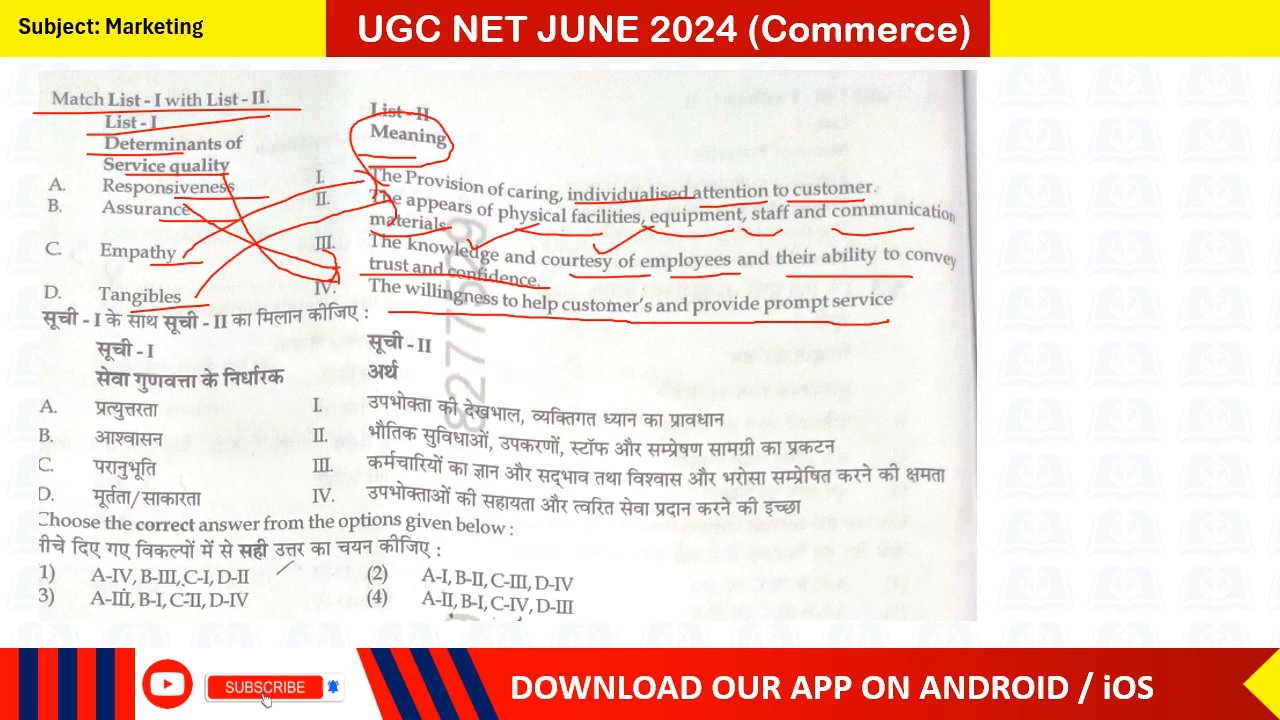 Subject: Marketing
UGC NET JUNE 2024 (Commerce)
Match List - I with List - II.
List - I
List - II
Determinants of
Meaning
Service quality
A. Responsiveness
I. The Provision of caring, individualised attention to customer.
B. Assurance
II. The appears of physical facilities, equipment, staff and communication
materials
C. Empathy
III. The knowledge and courtesy of employees and their ability to convey
trust and confidence.
D. Tangibles
IV. The willingness to help customer's and provide prompt service
सूची - I के साथ सूची - II का मिलान कीजिए :
सूची - I
सूची - II
सेवा गुणवत्ता के निर्धारक
अर्थ
A. प्रत्युत्तरता
I. उपभोक्ता की देखभाल, व्यक्तिगत ध्यान का प्रावधान
B. आश्वासन
II. भौतिक सुविधाओं, उपकरणों, स्टॉफ और सम्प्रेषण सामग्री का प्रकटन
C. परानुभूति
III. कर्मचारियों का ज्ञान और सद्भाव तथा विश्वास और भरोसा सम्प्रेषित करने की क्षमता
D. मूर्तता/साकारता
IV. उपभोक्ताओं की सहायता और त्वरित सेवा प्रदान करने की इच्छा
Choose the correct answer from the options given below :
नीचे दिए गए विकल्पों में से सही उत्तर का चयन कीजिए :
1) A-IV, B-III, C-I, D-II
(2) A-I, B-II, C-III, D-IV
3) A-III, B-I, C-II, D-IV
(4) A-II, B-I, C-IV, D-III
8277529
SUBSCRIBE
DOWNLOAD OUR APP ON ANDROID / iOS